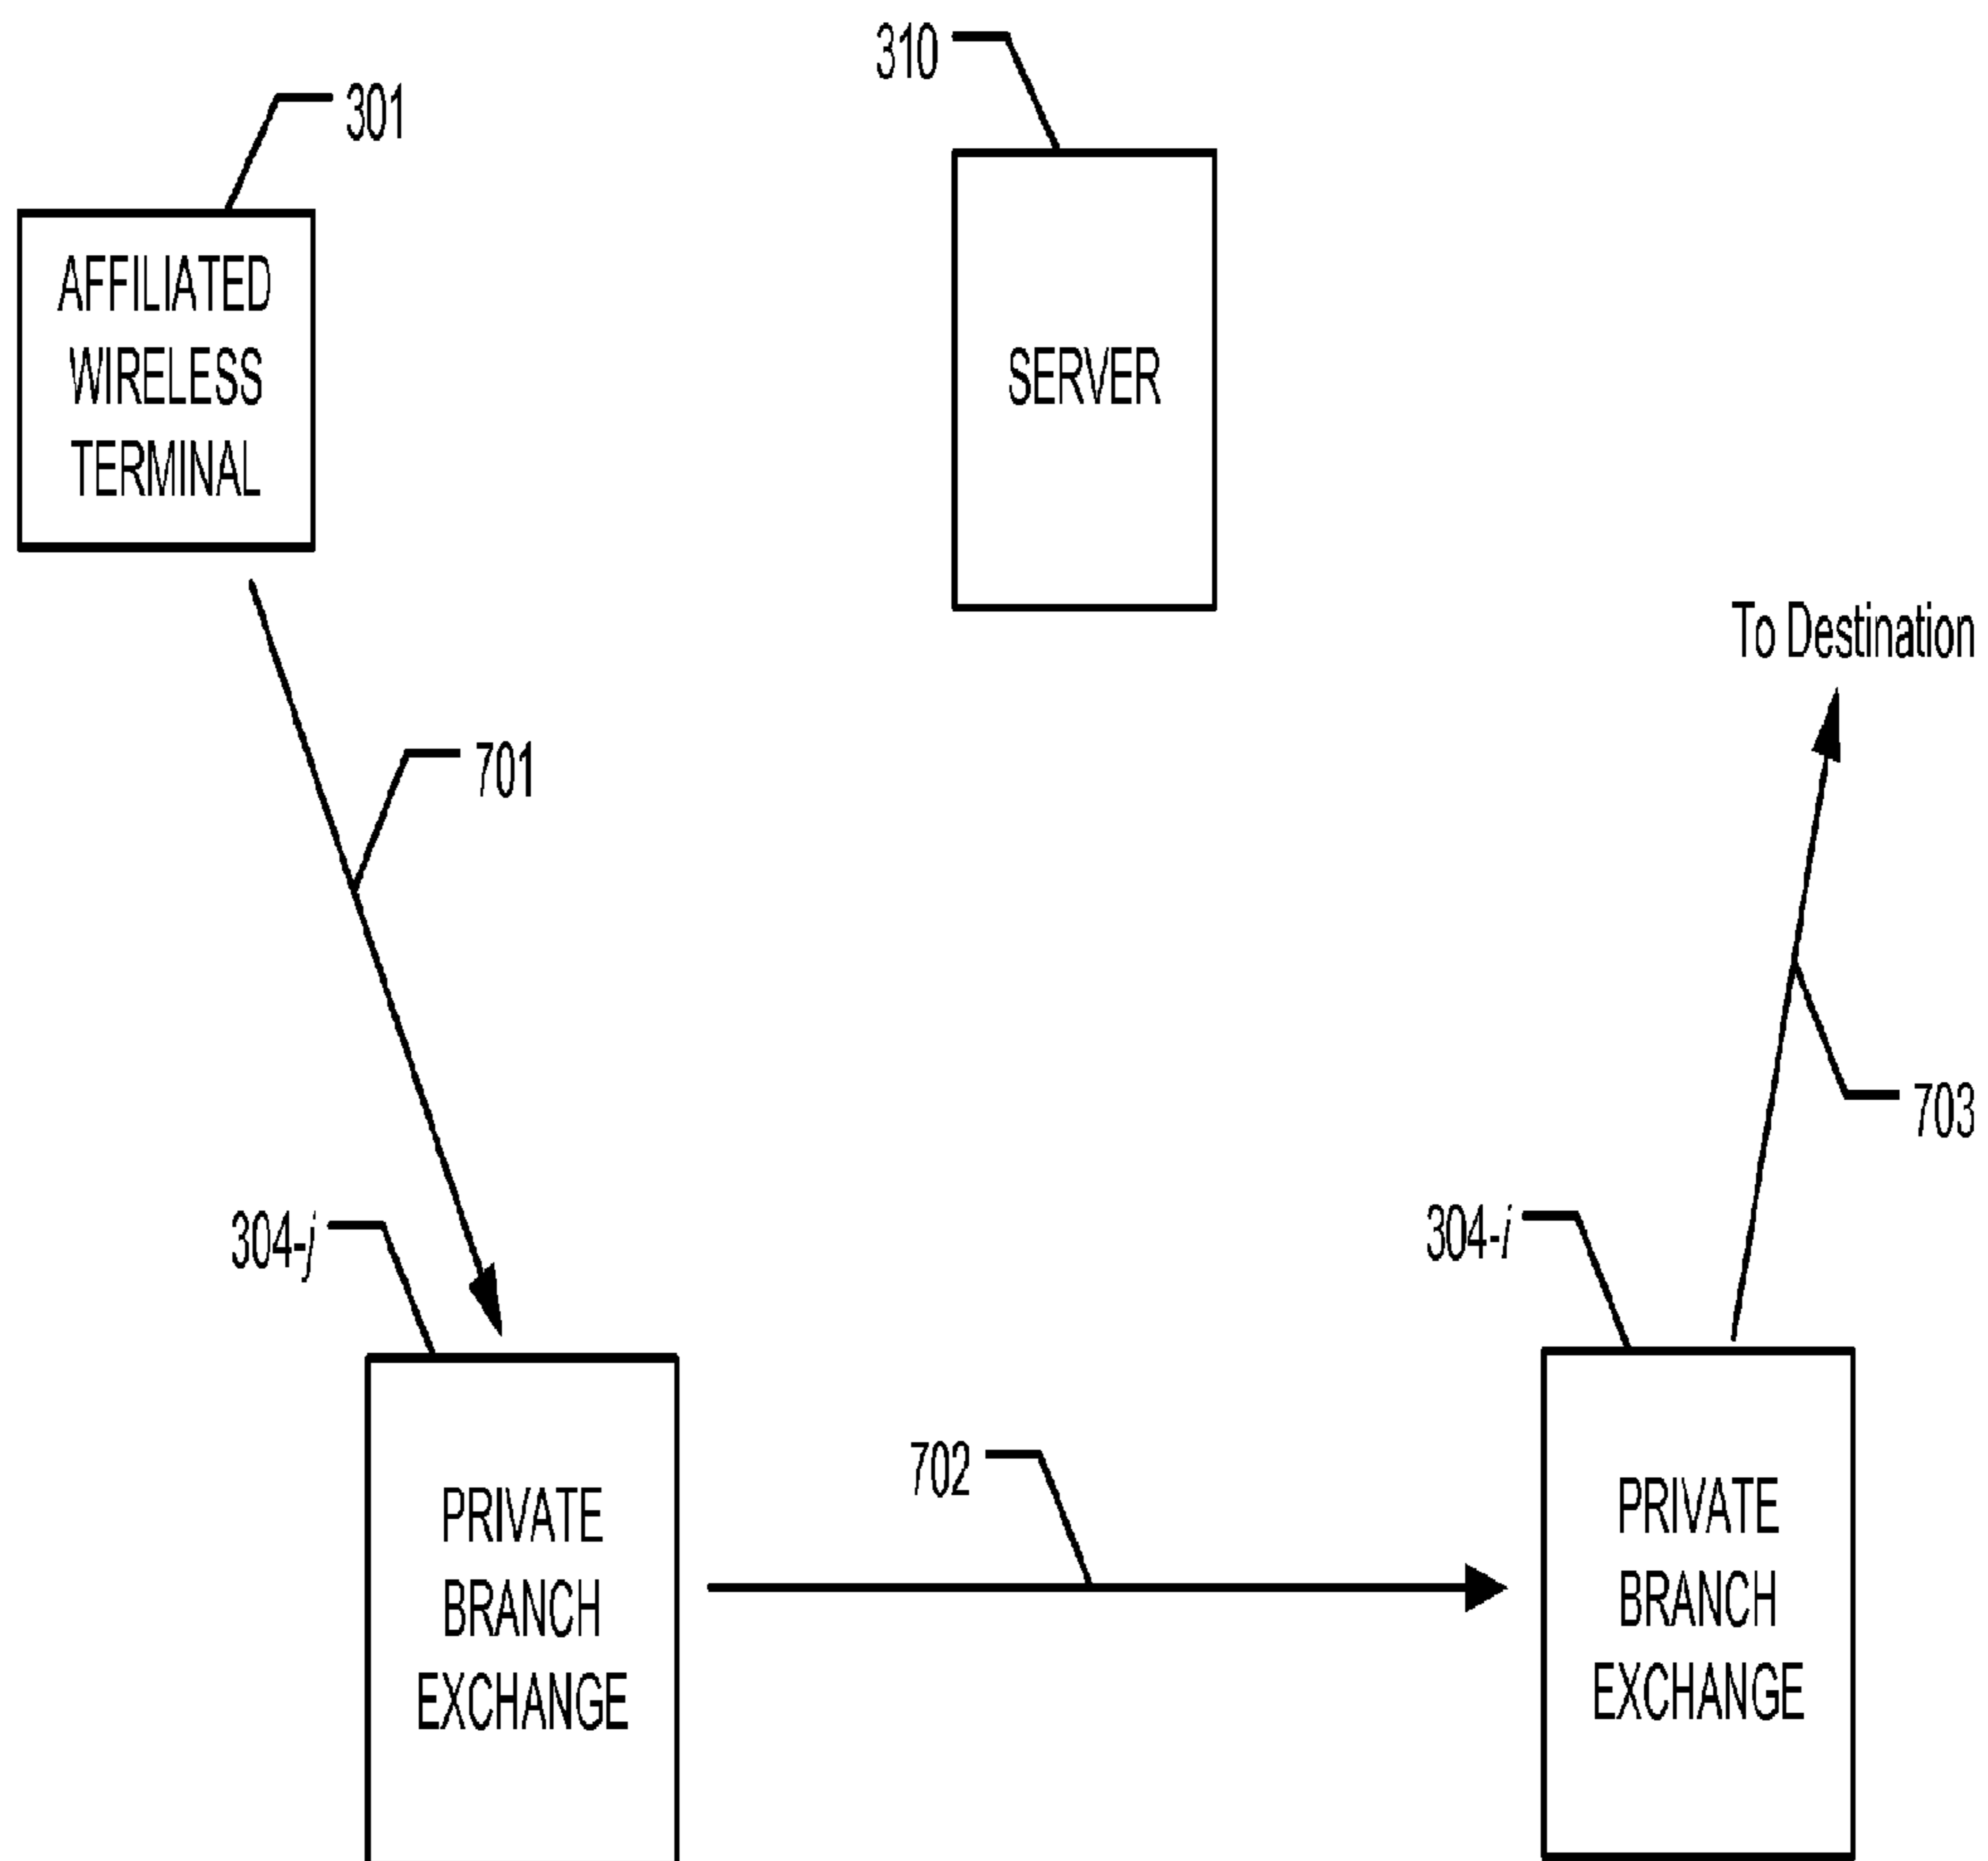 310
301
AFFILIATED
WIRELESS
TERMINAL
SERVER
To Destination
701
703
304-j
304-i
702
PRIVATE
BRANCH
EXCHANGE
PRIVATE
BRANCH
EXCHANGE